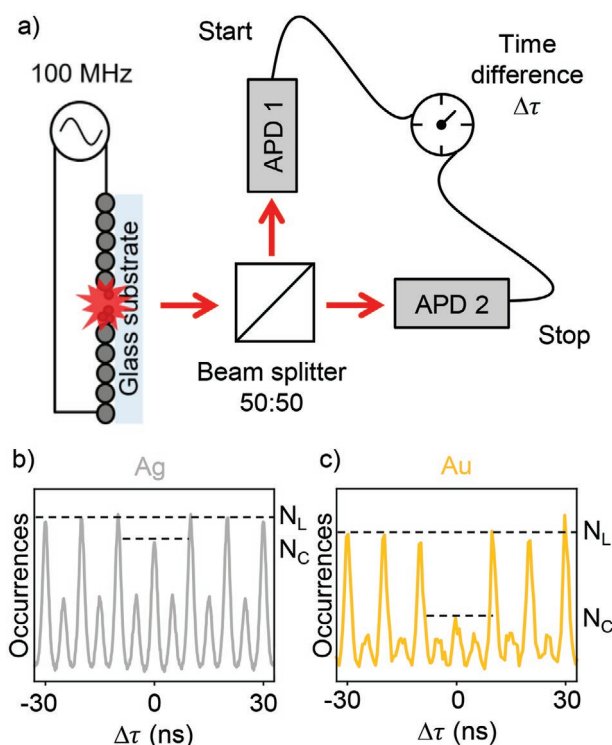 a)
100 MHz
Glass substrate
Start
APD 1
Time
difference
Δτ
Beam splitter
50:50
APD 2
Stop
b)
Ag
Occurrences
N_L
N_C
-30
0
30
Δτ (ns)
c)
Au
Occurrences
N_L
N_C
-30
0
30
Δτ (ns)